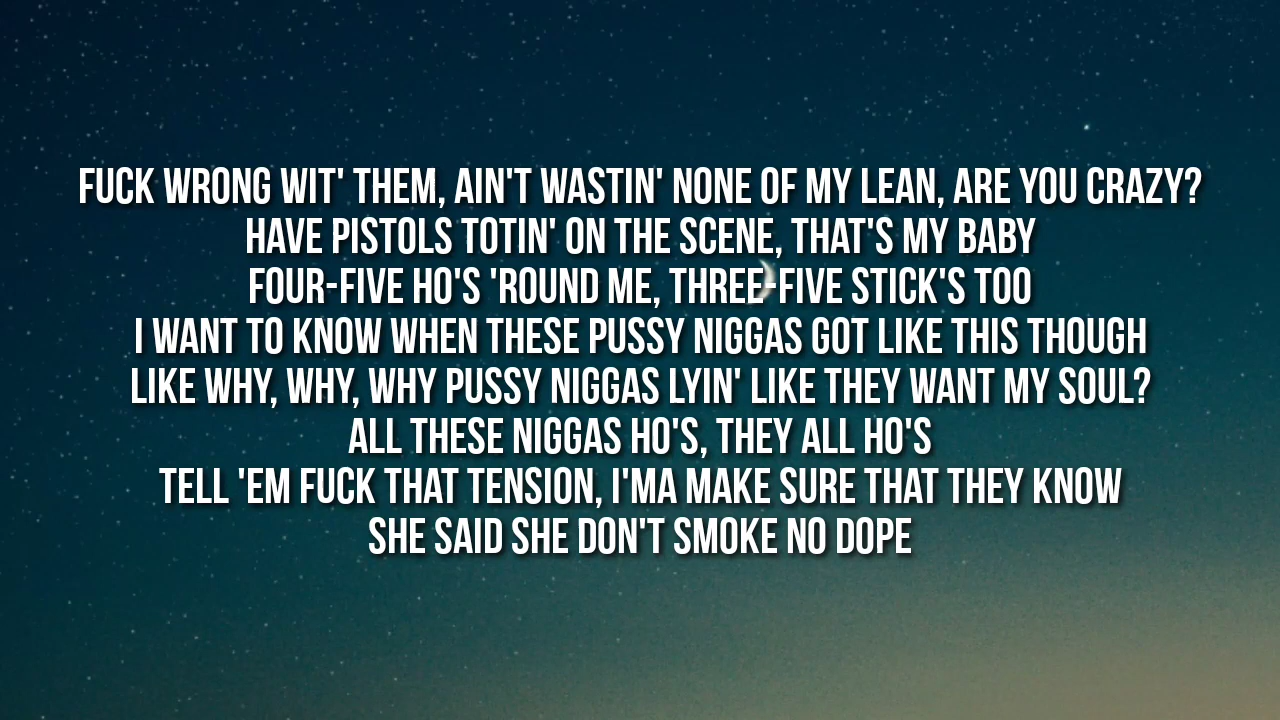 FUCK WRONG WIT' THEM, AIN'T WASTIN' NONE OF MY LEAN, ARE YOU CRAZY?
HAVE PISTOLS TOTIN' ON THE SCENE, THAT'S MY BABY
FOUR-FIVE HO'S 'ROUND ME, THREE-FIVE STICK'S TOO
I WANT TO KNOW WHEN THESE PUSSY NIGGAS GOT LIKE THIS THOUGH
LIKE WHY, WHY, WHY PUSSY NIGGAS LYIN' LIKE THEY WANT MY SOUL?
ALL THESE NIGGAS HO'S, THEY ALL HO'S
TELL 'EM FUCK THAT TENSION, I'MA MAKE SURE THAT THEY KNOW
SHE SAID SHE DON'T SMOKE NO DOPE